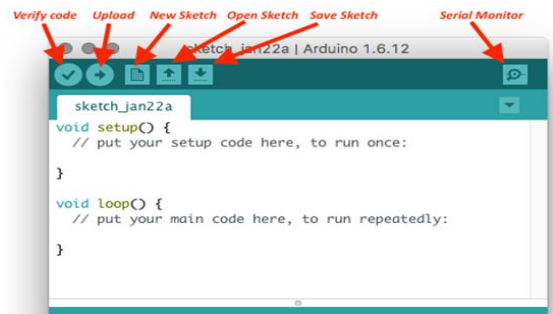 Verify code Upload New Sketch Open Sketch Save Sketch Serial Monitor
sketch_jan22a | Arduino 1.6.12
sketch_jan22a
void setup() {
// put your setup code here, to run once:
}
void loop() {
// put your main code here, to run repeatedly:
}